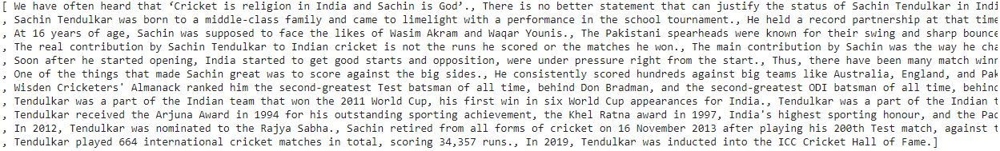 [ We have often heard that ‘Cricket is religion in India and Sachin is God’., There is no better statement that can justify the status of Sachin Tendulkar in Indi
, Sachin Tendulkar was born to a middle-class family and came to limelight with a performance in the school tournament., He held a record partnership at that time
, At 16 years of age, Sachin was supposed to face the likes of Wasim Akram and Waqar Younis., The Pakistani spearheads were known for their swing and sharp bounce
, The real contribution by Sachin Tendulkar to Indian cricket is not the runs he scored or the matches he won., The main contribution by Sachin was the way he cha
, Soon after he started opening, India started to get good starts and opposition, were under pressure right from the start., Thus, there have been many match winn
, One of the things that made Sachin great was to score against the big sides., He consistently scored hundreds against big teams like Australia, England, and Pak
, Wisden Cricketers' Almanack ranked him the second-greatest Test batsman of all time, behind Don Bradman, and the second-greatest ODI batsman of all time, behind
, Tendulkar was a part of the Indian team that won the 2011 World Cup, his first win in six World Cup appearances for India., Tendulkar was a part of the Indian t
, Tendulkar received the Arjuna Award in 1994 for his outstanding sporting achievement, the Khel Ratna award in 1997, India's highest sporting honour, and the Pad
, In 2012, Tendulkar was nominated to the Rajya Sabha., Sachin retired from all forms of cricket on 16 November 2013 after playing his 200th Test match, against t
, Tendulkar played 664 international cricket matches in total, scoring 34,357 runs., In 2019, Tendulkar was inducted into the ICC Cricket Hall of Fame.]